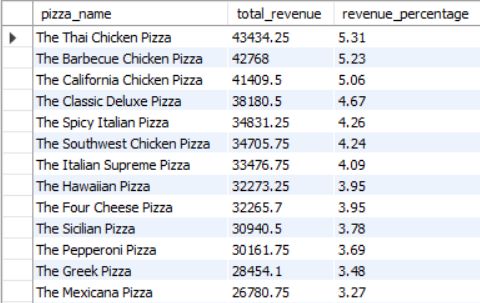 pizza_name total_revenue revenue_percentage
The Thai Chicken Pizza 43434.25 5.31
The Barbecue Chicken Pizza 42768 5.23
The California Chicken Pizza 41409.5 5.06
The Classic Deluxe Pizza 38180.5 4.67
The Spicy Italian Pizza 34831.25 4.26
The Southwest Chicken Pizza 34705.75 4.24
The Italian Supreme Pizza 33476.75 4.09
The Hawaiian Pizza 32273.25 3.95
The Four Cheese Pizza 32265.7 3.95
The Sicilian Pizza 30940.5 3.78
The Pepperoni Pizza 30161.75 3.69
The Greek Pizza 28454.1 3.48
The Mexicana Pizza 26780.75 3.27